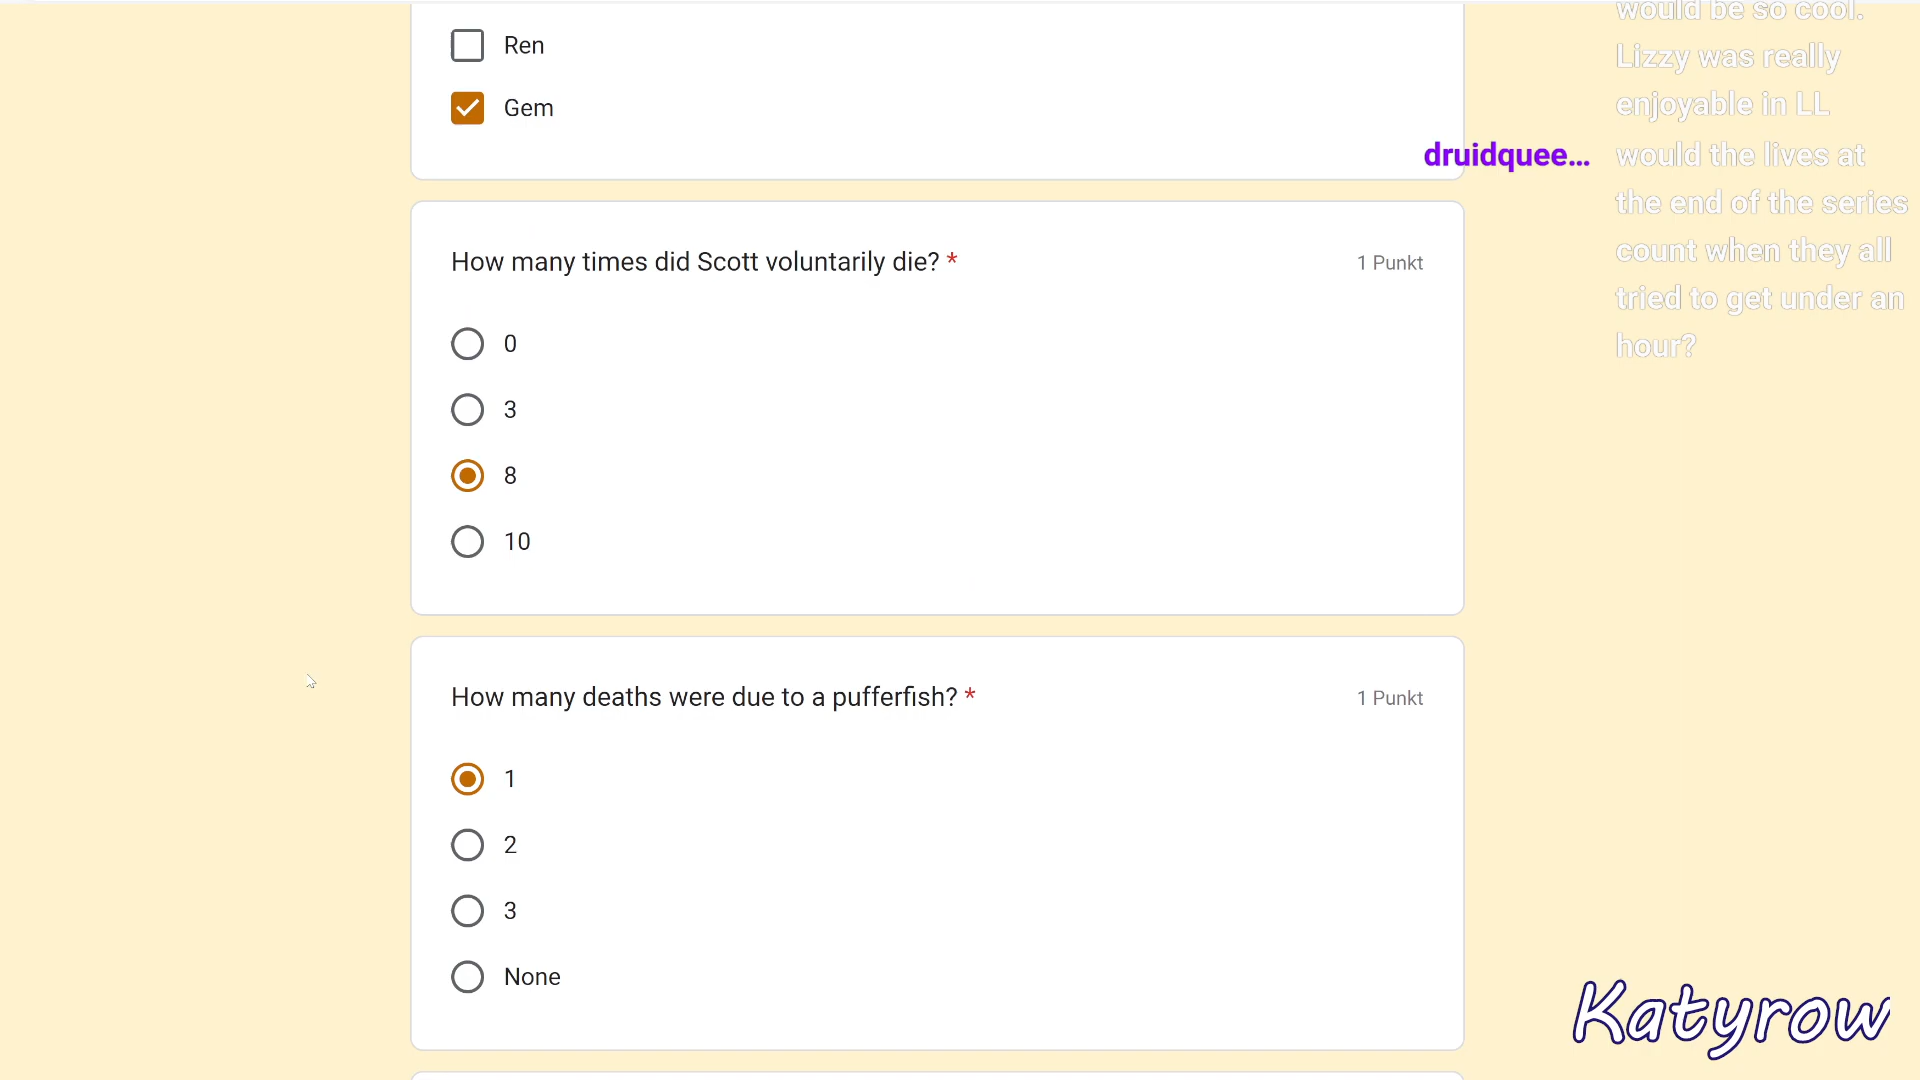 Ren
Gem
would be so cool.
Lizzy was really
enjoyable in LL
druidquee... would the lives at
the end of the series
count when they all
tried to get under an
hour?
How many times did Scott voluntarily die? *
1 Punkt
0
3
8
10
How many deaths were due to a pufferfish? *
1 Punkt
1
2
3
None
Katyrow